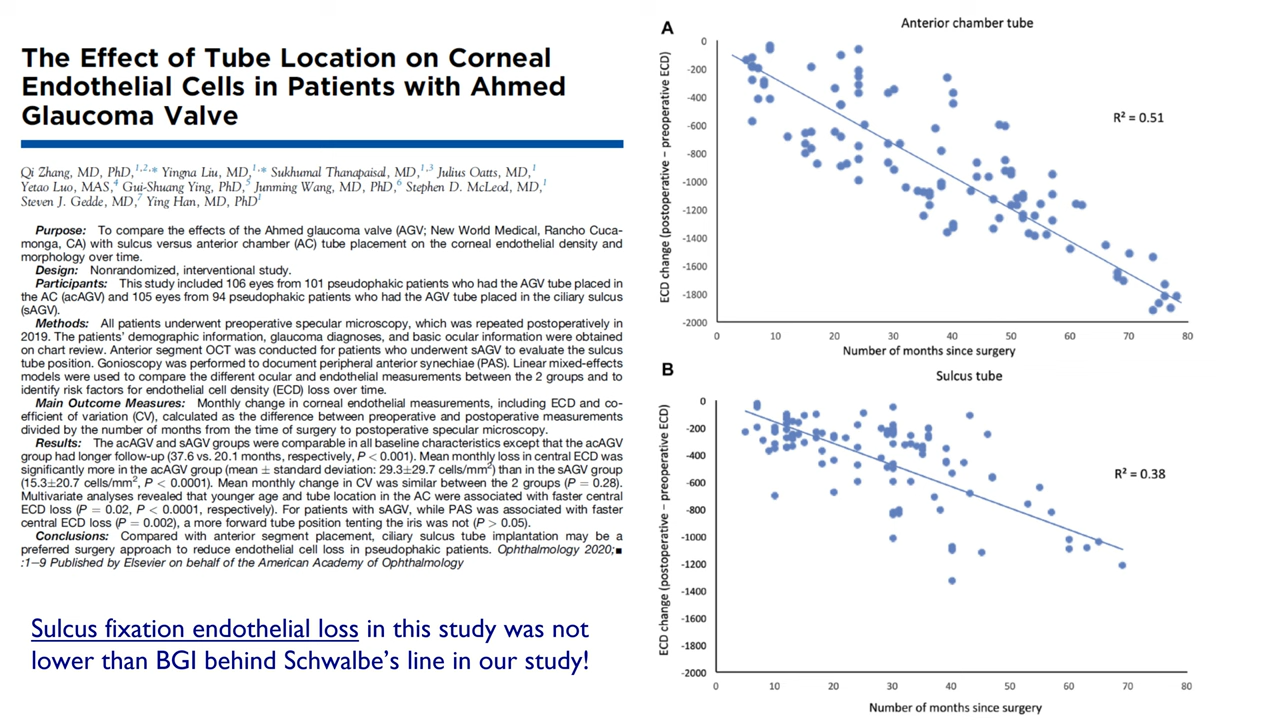 The Effect of Tube Location on Corneal
Endothelial Cells in Patients with Ahmed
Glaucoma Valve
Qi Zhang, MD, PhD,1,2,* Yingna Liu, MD,1,* Sukhumal Thanapaisal, MD,1,3 Julius Oatts, MD,1
Yetao Luo, MAS,4 Gui-Shuang Ying, PhD,5 Junming Wang, MD, PhD,6 Stephen D. McLeod, MD,1
Steven J. Gedde, MD,7 Ying Han, MD, PhD1
Purpose: To compare the effects of the Ahmed glaucoma valve (AGV; New World Medical, Rancho Cuca-
monga, CA) with sulcus versus anterior chamber (AC) tube placement on the corneal endothelial density and
morphology over time.
Design: Nonrandomized, interventional study.
Participants: This study included 106 eyes from 101 pseudophakic patients who had the AGV tube placed in
the AC (acAGV) and 105 eyes from 94 pseudophakic patients who had the AGV tube placed in the ciliary sulcus
(sAGV).
Methods: All patients underwent preoperative specular microscopy, which was repeated postoperatively in
2019. The patients' demographic information, glaucoma diagnoses, and basic ocular information were obtained
on chart review. Anterior segment OCT was conducted for patients who underwent sAGV to evaluate the sulcus
tube position. Gonioscopy was performed to document peripheral anterior synechiae (PAS). Linear mixed-effects
models were used to compare the different ocular and endothelial measurements between the 2 groups and to
identify risk factors for endothelial cell density (ECD) loss over time.
Main Outcome Measures: Monthly change in corneal endothelial measurements, including ECD and co-
efficient of variation (CV), calculated as the difference between preoperative and postoperative measurements
divided by the number of months from the time of surgery to postoperative specular microscopy.
Results: The acAGV and sAGV groups were comparable in all baseline characteristics except that the acAGV
group had longer follow-up (37.6 vs. 20.1 months, respectively, P < 0.001). Mean monthly loss in central ECD was
significantly more in the acAGV group (mean ± standard deviation: 29.3±29.7 cells/mm2) than in the sAGV group
(15.3±20.7 cells/mm2, P < 0.0001). Mean monthly change in CV was similar between the 2 groups (P = 0.28).
Multivariate analyses revealed that younger age and tube location in the AC were associated with faster central
ECD loss (P = 0.02, P < 0.0001, respectively). For patients with sAGV, while PAS was associated with faster
central ECD loss (P = 0.002), a more forward tube position tenting the iris was not (P > 0.05).
Conclusions: Compared with anterior segment placement, ciliary sulcus tube implantation may be a
preferred surgery approach to reduce endothelial cell loss in pseudophakic patients. Ophthalmology 2020;■
:1–9 Published by Elsevier on behalf of the American Academy of Ophthalmology
Sulcus fixation endothelial loss in this study was not
lower than BGI behind Schwalbe's line in our study!
A
Anterior chamber tube
ECD change (postoperative – preoperative ECD)
0
-200
-400
-600
-800
-1000
-1200
-1400
-1600
-1800
-2000
R² = 0.51
0 10 20 30 40 50 60 70 80
Number of months since surgery
B
Sulcus tube
ECD change (postoperative – preoperative ECD)
0
-200
-400
-600
-800
-1000
-1200
-1400
-1600
-1800
-2000
R² = 0.38
0 10 20 30 40 50 60 70 80
Number of months since surgery